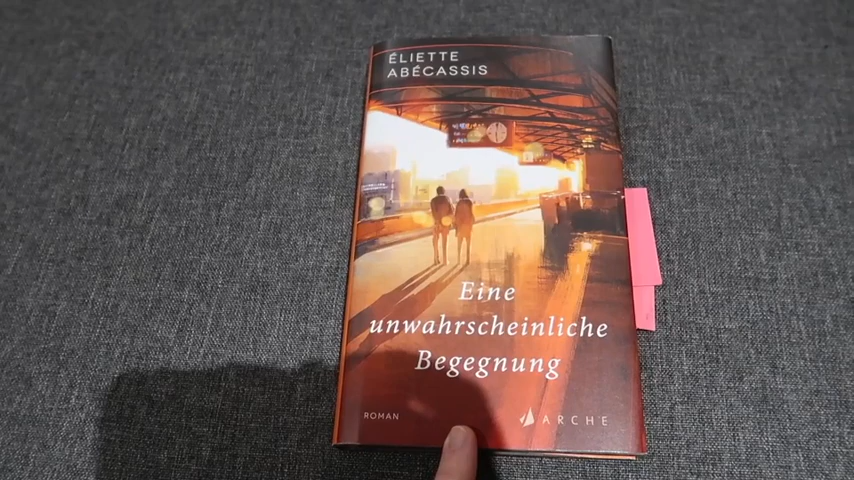 ÉLIETTE
ABÉCASSIS
Eine
unwahrscheinliche
Begegnung
ROMAN
ARCHE